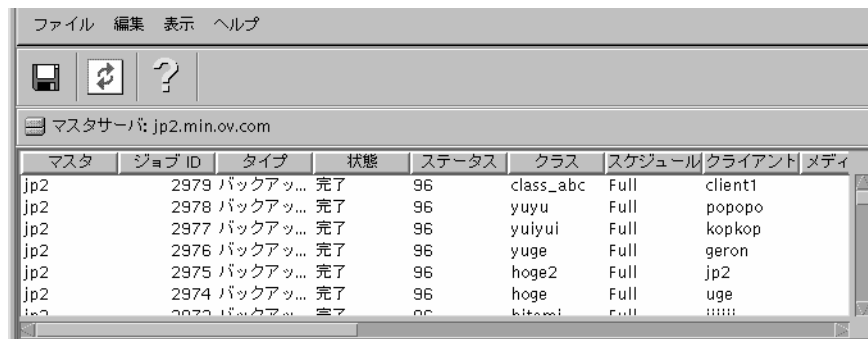 ファイル 編集 表示 ヘルプ
マスタサーバ: jp2.min.ov.com
マスタ ジョブ ID タイプ 状態 ステータス クラス スケジュール クライアント メディ
jp2 2979 バックアッ... 完了 96 class_abc Full client1
jp2 2978 バックアッ... 完了 96 yuyu Full popopo
jp2 2977 バックアッ... 完了 96 yuiyui Full kopkop
jp2 2976 バックアッ... 完了 96 yuge Full geron
jp2 2975 バックアッ... 完了 96 hoge2 Full jp2
jp2 2974 バックアッ... 完了 96 hoge Full uge